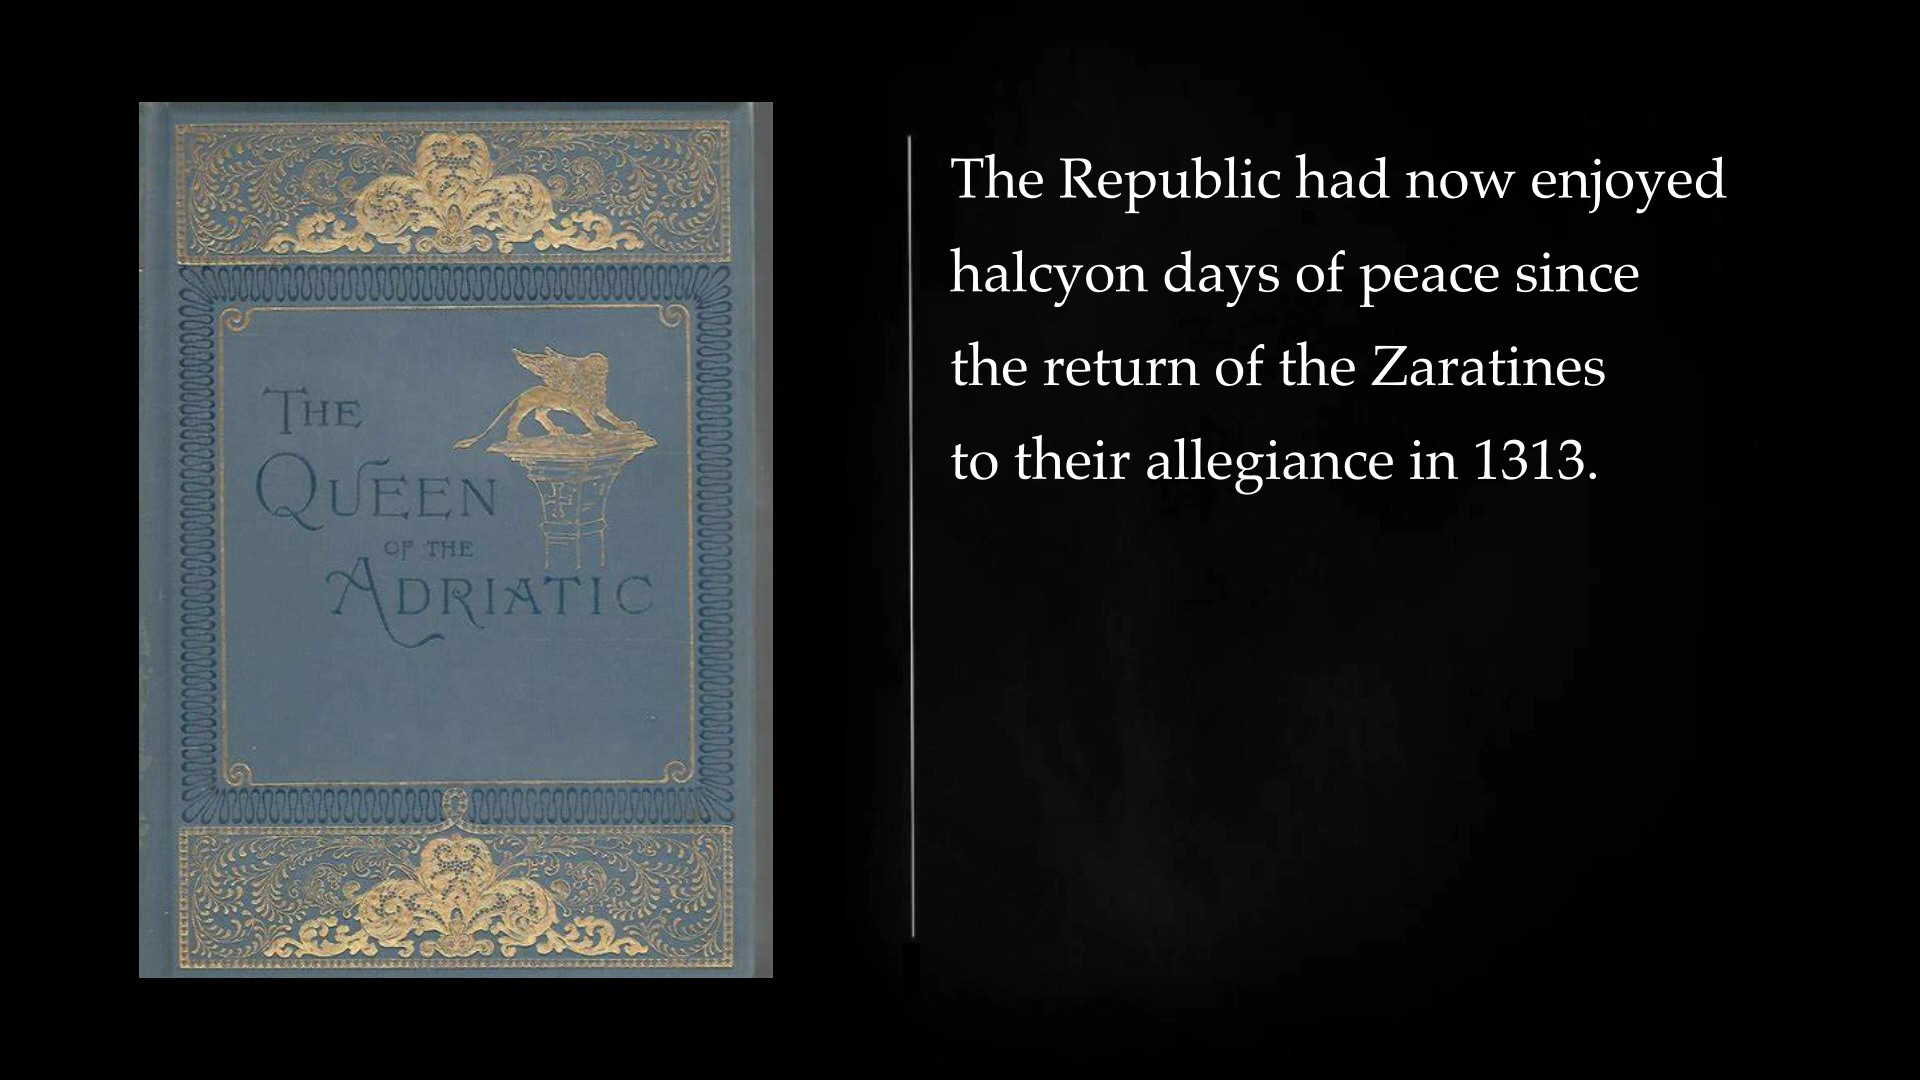 THE
QUEEN
OF THE
ADRIATIC
The Republic had now enjoyed
halcyon days of peace since
the return of the Zaratines
to their allegiance in 1313.